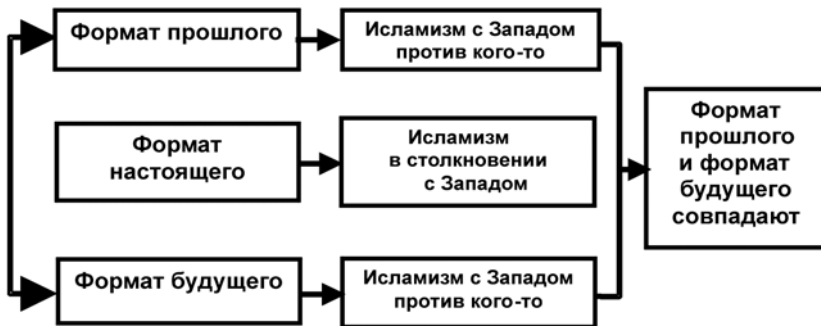 Формат прошлого
Исламизм с Западом
против кого-то
Формат
настоящего
Исламизм
в столкновении
с Западом
Формат будущего
Исламизм с Западом
против кого-то
Формат
прошлого
и формат
будущего
совпадают